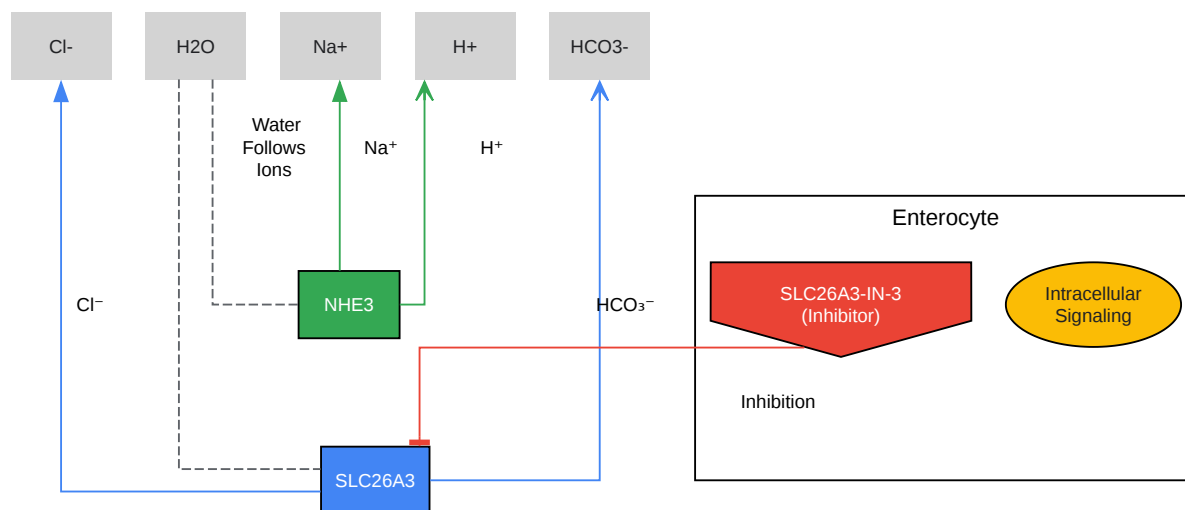 Cl-
H2O
Na+
H+
HCO3-
Water
Follows
Ions
Na⁺
H⁺
Enterocyte
Cl⁻
NHE3
HCO₃⁻
SLC26A3-IN-3
(Inhibitor)
Intracellular
Signaling
Inhibition
SLC26A3